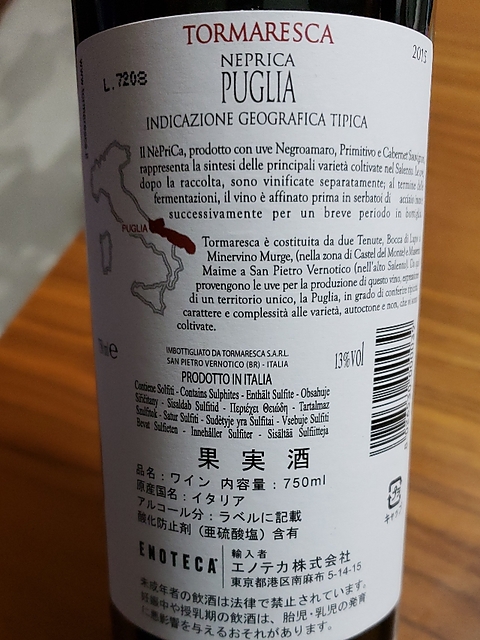 TORMARESCA
2015
L.7208
NEPRICA
PUGLIA
INDICAZIONE GEOGRAFICA TIPICA
Il NèPriCa, prodotto con uve Negroamaro, Primitivo e Cabernet
rappresenta la sintesi delle principali varietà coltivate nel Salento.
dopo la raccolta, sono vinificate separatamente; al termine
fermentazioni, il vino è affinato prima in serbatoi di
successivamente per un breve periodo in bottiglia
PUGLIA
Tormaresca è costituita da due Tenute, Bocca di Lupo
Minervino Murge, (nella zona di Castel del Monte)
Maime a San Pietro Vernotico (nell'alto Salento).
provengono le uve per la produzione di questo vino,
di un territorio unico, la Puglia, in grado di conferire
carattere e complessità alle varietà, autoctone e non,
coltivate.
e
IMBOTTIGLIATO DA TORMARESCA S.A.R.L.
SAN PIETRO VERNOTICO (BR) - ITALIA
13%Vol
PRODOTTO IN ITALIA
Contiene Solfiti - Contains Sulphites - Enthält Sulfite - Obsahuje
Siřičitany - Sisaldab Sulfitid - Περιέχει Θειώδη - Tartalmaz
Szulfitok - Satur Sulfiti - Sudėtyje yra Sulfitai - Vsebuje Sulfiti
Bevat Sulfieten - Innehåller Sulfiter - Sisältää Sulfiitteja
果実酒
品名：ワイン 内容量：750ml
原産国名：イタリア
アルコール分：ラベルに記載
酸化防止剤（亜硫酸塩）含有
ENOTECA
輸入者
エノテカ株式会社
東京都港区南麻布5-14-15
未成年者の飲酒は法律で禁止されています。
妊娠中や授乳期の飲酒は、胎児・乳児の発育
に悪影響を与えるおそれがあります。